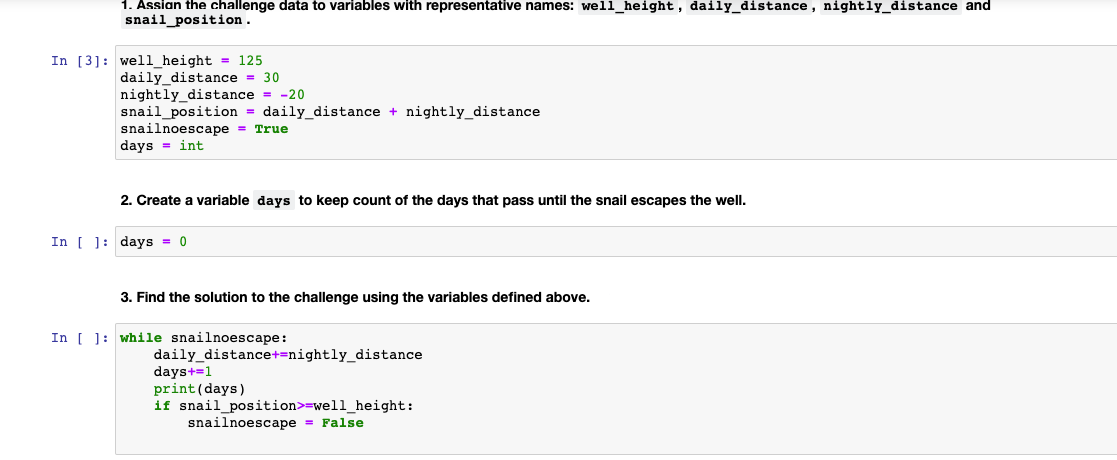 1. Assign the challenge data to variables with representative names: well_height, daily_distance, nightly_distance and
snail_position.
In [3]: well_height = 125
daily_distance = 30
nightly_distance = -20
snail_position = daily_distance + nightly_distance
snailnoescape = True
days = int
2. Create a variable days to keep count of the days that pass until the snail escapes the well.
In [ ]: days = 0
3. Find the solution to the challenge using the variables defined above.
In [ ]: while snailnoescape:
    daily_distance+=nightly_distance
    days+=1
    print(days)
    if snail_position>=well_height:
        snailnoescape = False